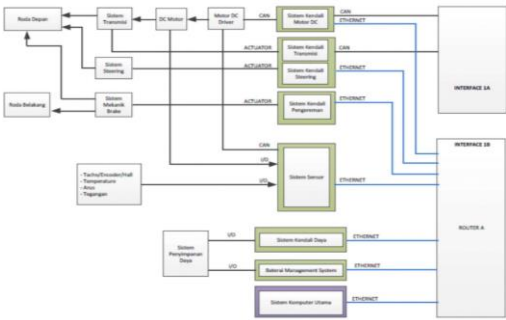 Roda Depan
Sistem
Transmisi
DC Motor
Motor DC
Driver
CAN
Sistem Kendali
Motor DC
CAN
ETHERNET
ACTUATOR
Sistem Kendali
Transmisi
CAN
Sistem
Steering
ACTUATOR
Sistem Kendali
Steering
ETHERNET
INTERFACE 1A
Roda Belakang
Sistem
Mekanik
Brake
ACTUATOR
Sistem Kendali
Pengereman
ETHERNET
CAN
I/O
INTERFACE 1B
- Tacho/Encoder/Hall
- Temperature
- Arus
- Tegangan
I/O
Sistem Sensor
ETHERNET
ROUTER A
Sistem
Penyimpanan
Daya
I/O
Sistem Kendali Daya
ETHERNET
I/O
Baterai Management System
ETHERNET
Sistem Komputer Utama
ETHERNET